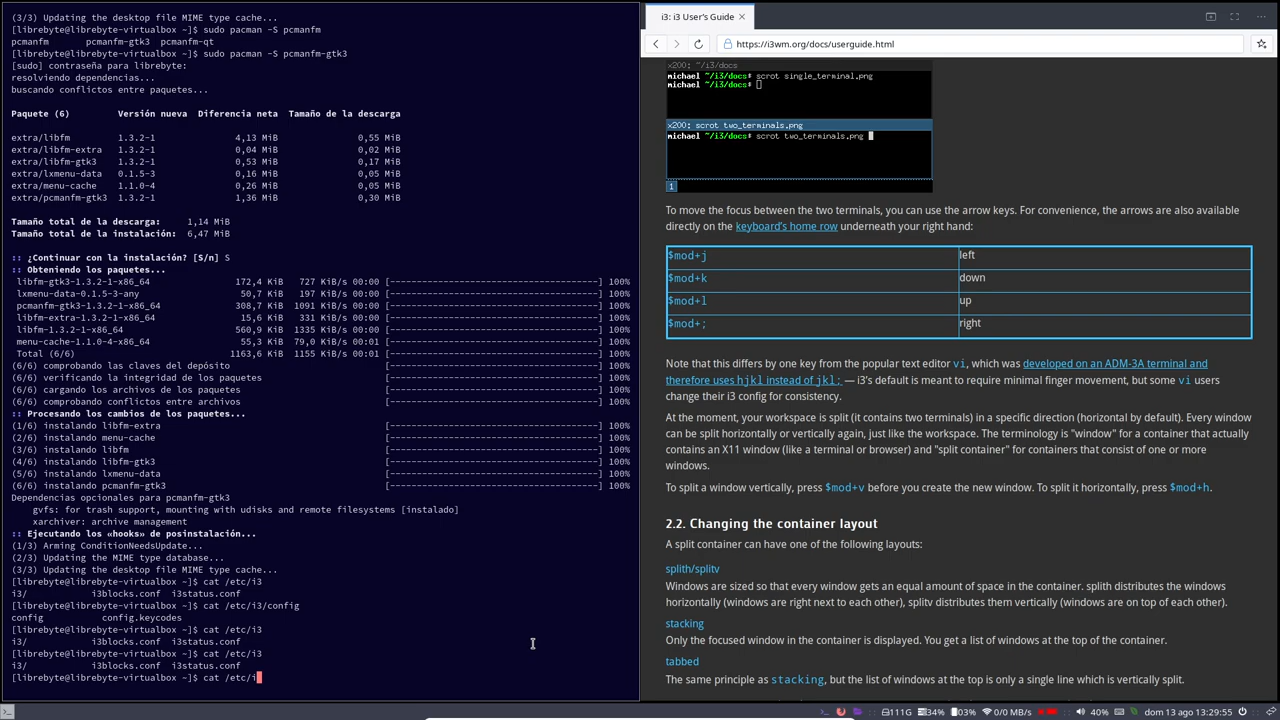 (3/3) Updating the desktop file MIME type cache...
[librebyte@librebyte-virtualbox ~]$ sudo pacman -S pcmanfm
pcmanfm      pcmanfm-gtk3  pcmanfm-qt
[librebyte@librebyte-virtualbox ~]$ sudo pacman -S pcmanfm-gtk3
[sudo] contraseña para librebyte:
resolviendo dependencias...
buscando conflictos entre paquetes...
Paquete (6)         Versión nueva  Diferencia neta  Tamaño de la descarga
extra/libfm         1.3.2-1               4,13 MiB               0,55 MiB
extra/libfm-extra   1.3.2-1               0,04 MiB               0,02 MiB
extra/libfm-gtk3    1.3.2-1               0,53 MiB               0,17 MiB
extra/lxmenu-data   0.1.5-3               0,16 MiB               0,05 MiB
extra/menu-cache    1.1.0-4               0,26 MiB               0,05 MiB
extra/pcmanfm-gtk3  1.3.2-1               1,36 MiB               0,30 MiB
Tamaño total de la descarga:   1,14 MiB
Tamaño total de la instalación:  6,47 MiB
:: ¿Continuar con la instalación? [S/n] S
:: Obteniendo los paquetes...
libfm-gtk3-1.3.2-1-x86_64 172,4 KiB 727 KiB/s 00:00 [-----------------------------------] 100%
lxmenu-data-0.1.5-3-any 50,7 KiB 197 KiB/s 00:00 [-----------------------------------] 100%
pcmanfm-gtk3-1.3.2-1-x86_64 308,7 KiB 1091 KiB/s 00:00 [-----------------------------------] 100%
libfm-extra-1.3.2-1-x86_64 15,6 KiB 331 KiB/s 00:00 [-----------------------------------] 100%
libfm-1.3.2-1-x86_64 560,9 KiB 1335 KiB/s 00:00 [-----------------------------------] 100%
menu-cache-1.1.0-4-x86_64 55,3 KiB 79,0 KiB/s 00:01 [-----------------------------------] 100%
Total (6/6) 1163,6 KiB 1155 KiB/s 00:01 [-----------------------------------] 100%
(6/6) comprobando las claves del depósito [-----------------------------------] 100%
(6/6) verificando la integridad de los paquetes [-----------------------------------] 100%
(6/6) cargando los archivos de los paquetes [-----------------------------------] 100%
(6/6) comprobando conflictos entre archivos [-----------------------------------] 100%
:: Procesando los cambios de los paquetes...
(1/6) instalando libfm-extra [-----------------------------------] 100%
(2/6) instalando menu-cache [-----------------------------------] 100%
(3/6) instalando libfm [-----------------------------------] 100%
(4/6) instalando libfm-gtk3 [-----------------------------------] 100%
(5/6) instalando lxmenu-data [-----------------------------------] 100%
(6/6) instalando pcmanfm-gtk3 [-----------------------------------] 100%
Dependencias opcionales para pcmanfm-gtk3
gvfs: for trash support, mounting with udisks and remote filesystems [instalado]
xarchiver: archive management
:: Ejecutando los «hooks» de posinstalación...
(1/3) Arming ConditionNeedsUpdate...
(2/3) Updating the MIME type database...
(3/3) Updating the desktop file MIME type cache...
[librebyte@librebyte-virtualbox ~]$ cat /etc/i3
i3/            i3blocks.conf  i3status.conf
[librebyte@librebyte-virtualbox ~]$ cat /etc/i3/config
config           config.keycodes
[librebyte@librebyte-virtualbox ~]$ cat /etc/i3
i3/            i3blocks.conf  i3status.conf
[librebyte@librebyte-virtualbox ~]$ cat /etc/i3
i3/            i3blocks.conf  i3status.conf
[librebyte@librebyte-virtualbox ~]$ cat /etc/i
i3: i3 User's Guide
https://i3wm.org/docs/userguide.html
x200: ~/i3/docs
michael ~/i3/docs$ scrot single_terminal.png
michael ~/i3/docs$
x200: scrot two_terminals.png
michael ~/i3/docs$ scrot two_terminals.png
1
To move the focus between the two terminals, you can use the arrow keys. For convenience, the arrows are also available
directly on the keyboard's home row underneath your right hand:
$mod+j left
$mod+k down
$mod+l up
$mod+; right
Note that this differs by one key from the popular text editor vi, which was developed on an ADM-3A terminal and
therefore uses hjkl instead of jkl; — i3's default is meant to require minimal finger movement, but some vi users
change their i3 config for consistency.
At the moment, your workspace is split (it contains two terminals) in a specific direction (horizontal by default). Every window
can be split horizontally or vertically again, just like the workspace. The terminology is "window" for a container that actually
contains an X11 window (like a terminal or browser) and "split container" for containers that consist of one or more
windows.
To split a window vertically, press $mod+v before you create the new window. To split it horizontally, press $mod+h.
2.2. Changing the container layout
A split container can have one of the following layouts:
splith/splitv
Windows are sized so that every window gets an equal amount of space in the container. splith distributes the windows
horizontally (windows are right next to each other), splitv distributes them vertically (windows are on top of each other).
stacking
Only the focused window in the container is displayed. You get a list of windows at the top of the container.
tabbed
The same principle as stacking, but the list of windows at the top is only a single line which is vertically split.
111G 34% 03% 0/0 MB/s 40% dom 13 ago 13:29:55